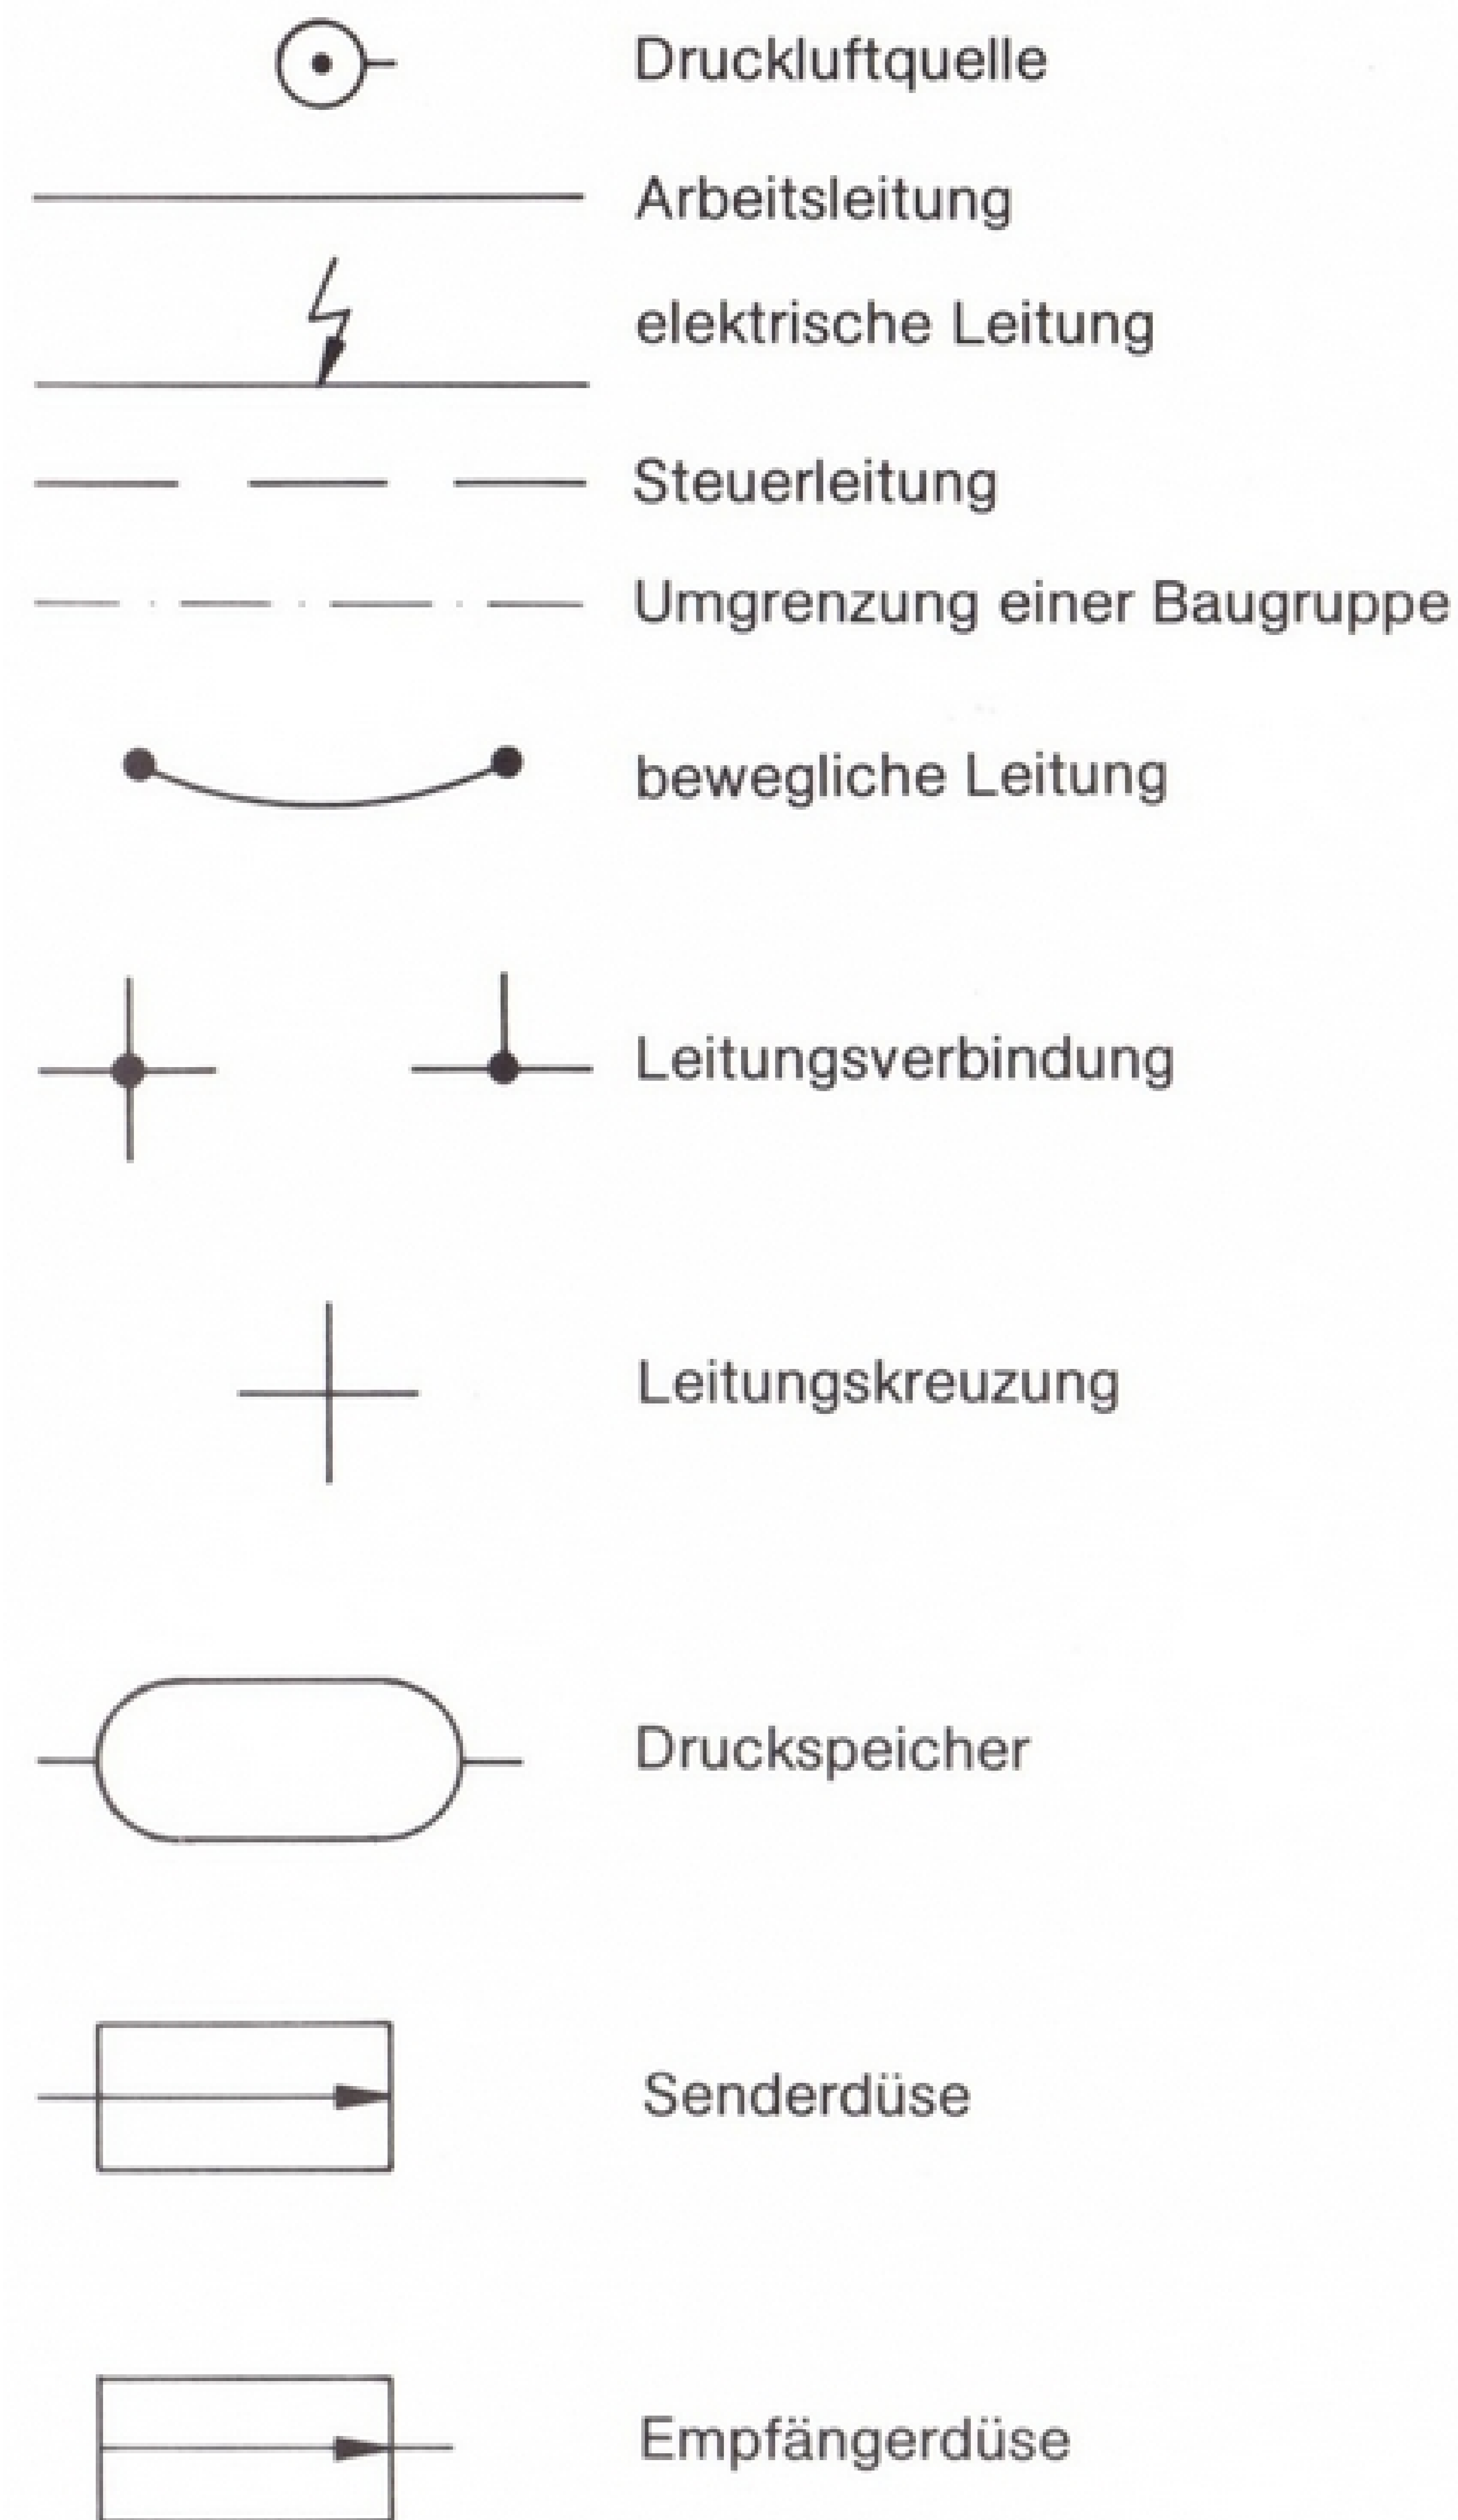 Druckluftquelle
Arbeitsleitung
elektrische Leitung
Steuerleitung
Umgrenzung einer Baugruppe
bewegliche Leitung
Leitungsverbindung
Leitungskreuzung
Druckspeicher
Senderdüse
Empfängerdüse